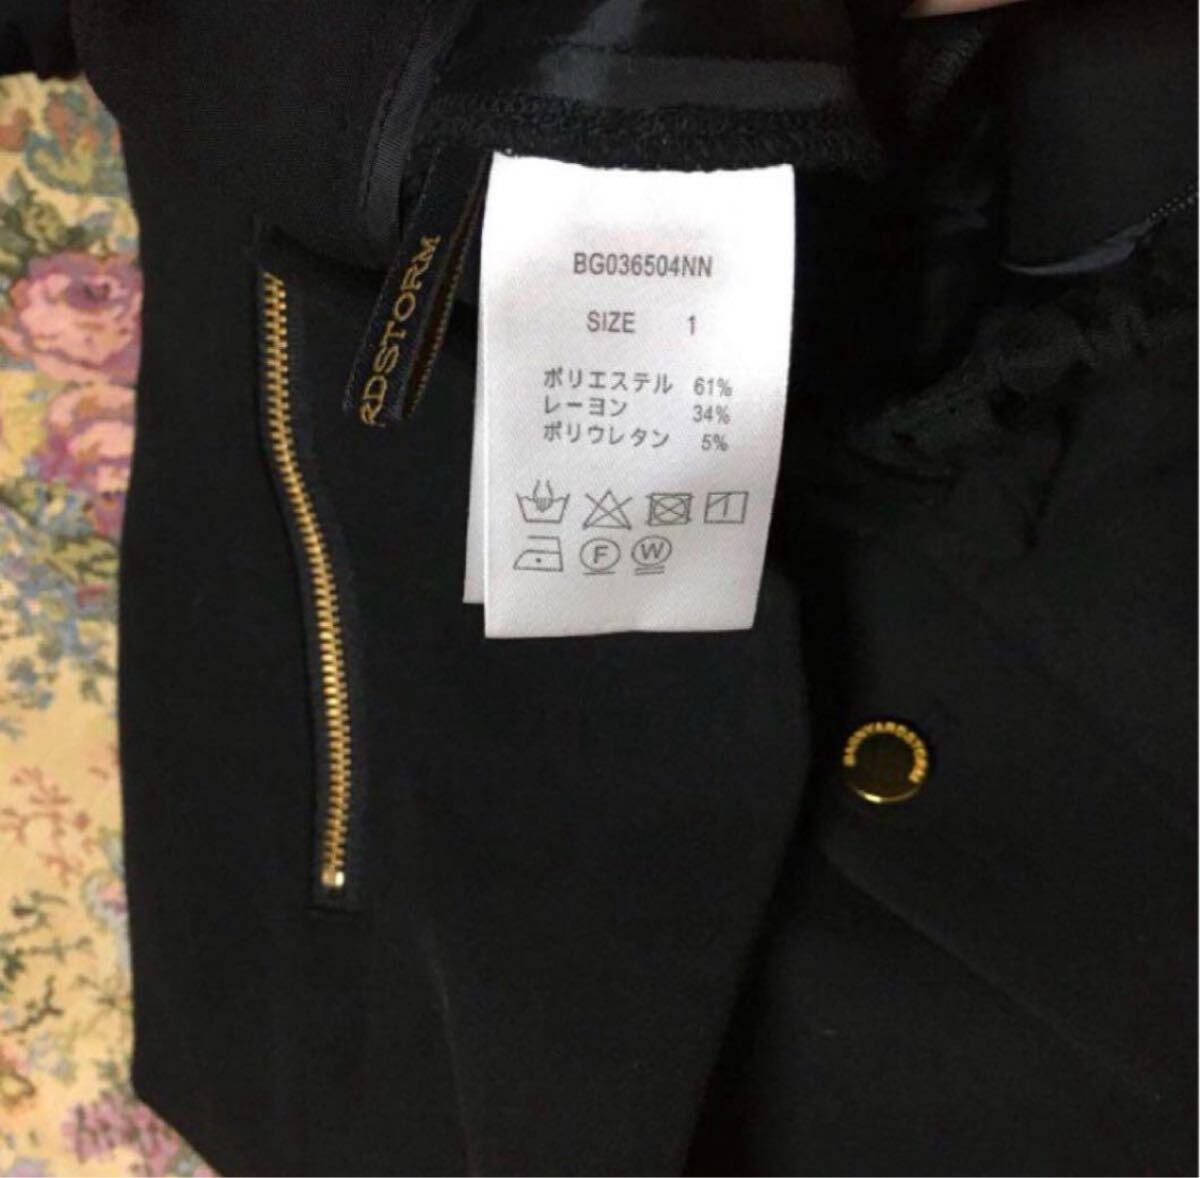 RDSTORM
BG036504NN
SIZE 1
ポリエステル 61%
レーヨン 34%
ポリウレタン 5%
F W
BARNYARDSTORM